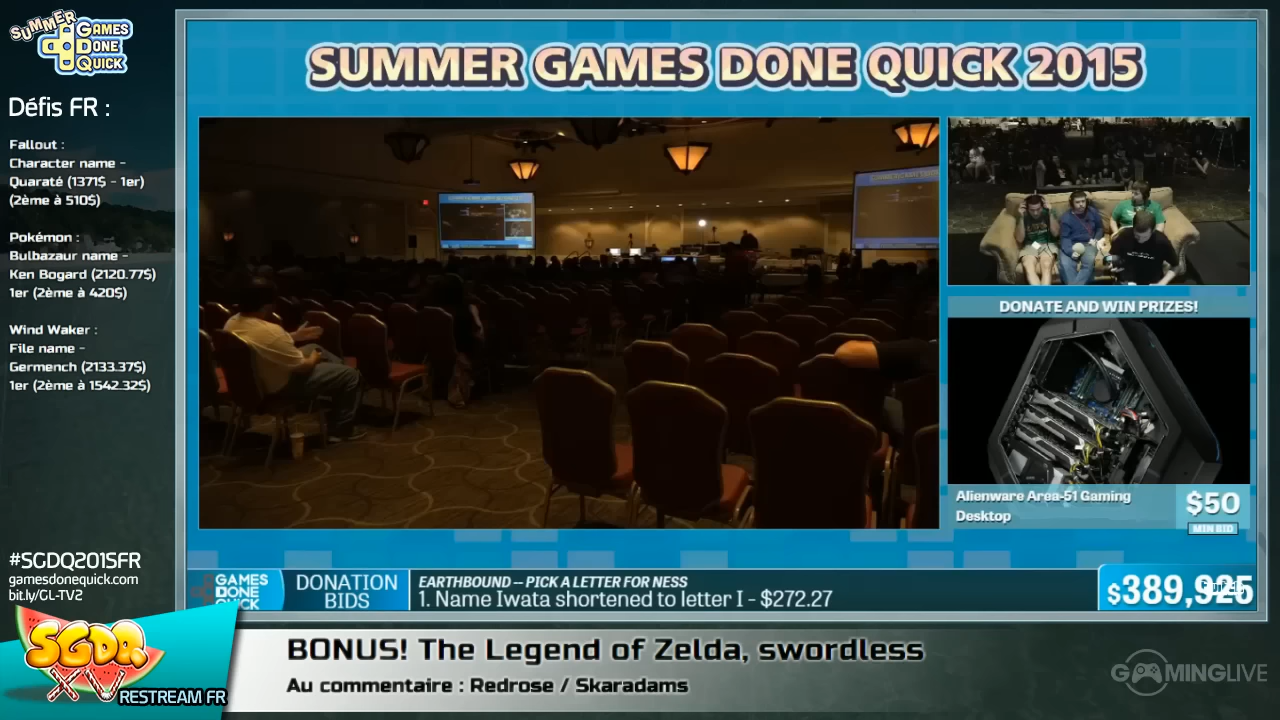 SUMMER
GAMES
DONE
QUICK
Défis FR :
Fallout :
Character name -
Quaraté (1371$ - 1er)
(2ème à 510$)
Pokémon :
Bulbazaur name -
Ken Bogard (2120.77$)
1er (2ème à 420$)
Wind Waker :
File name -
Germench (2133.37$)
1er (2ème à 1542.32$)
#SGDQ2015FR
gamesdonequick.com
bit.ly/GL-TV2
SGDQ
XV
RESTREAM FR
SUMMER GAMES DONE QUICK 2015
DONATE AND WIN PRIZES!
Alienware Area-51 Gaming
Desktop
$50
MIN BID
GAMES
DONE
QUICK
DONATION
BIDS
EARTHBOUND – PICK A LETTER FOR NESS
1. Name Iwata shortened to letter I - $272.27
$389,925
BONUS! The Legend of Zelda, swordless
Au commentaire : Redrose / Skaradams
GAMINGLIVE